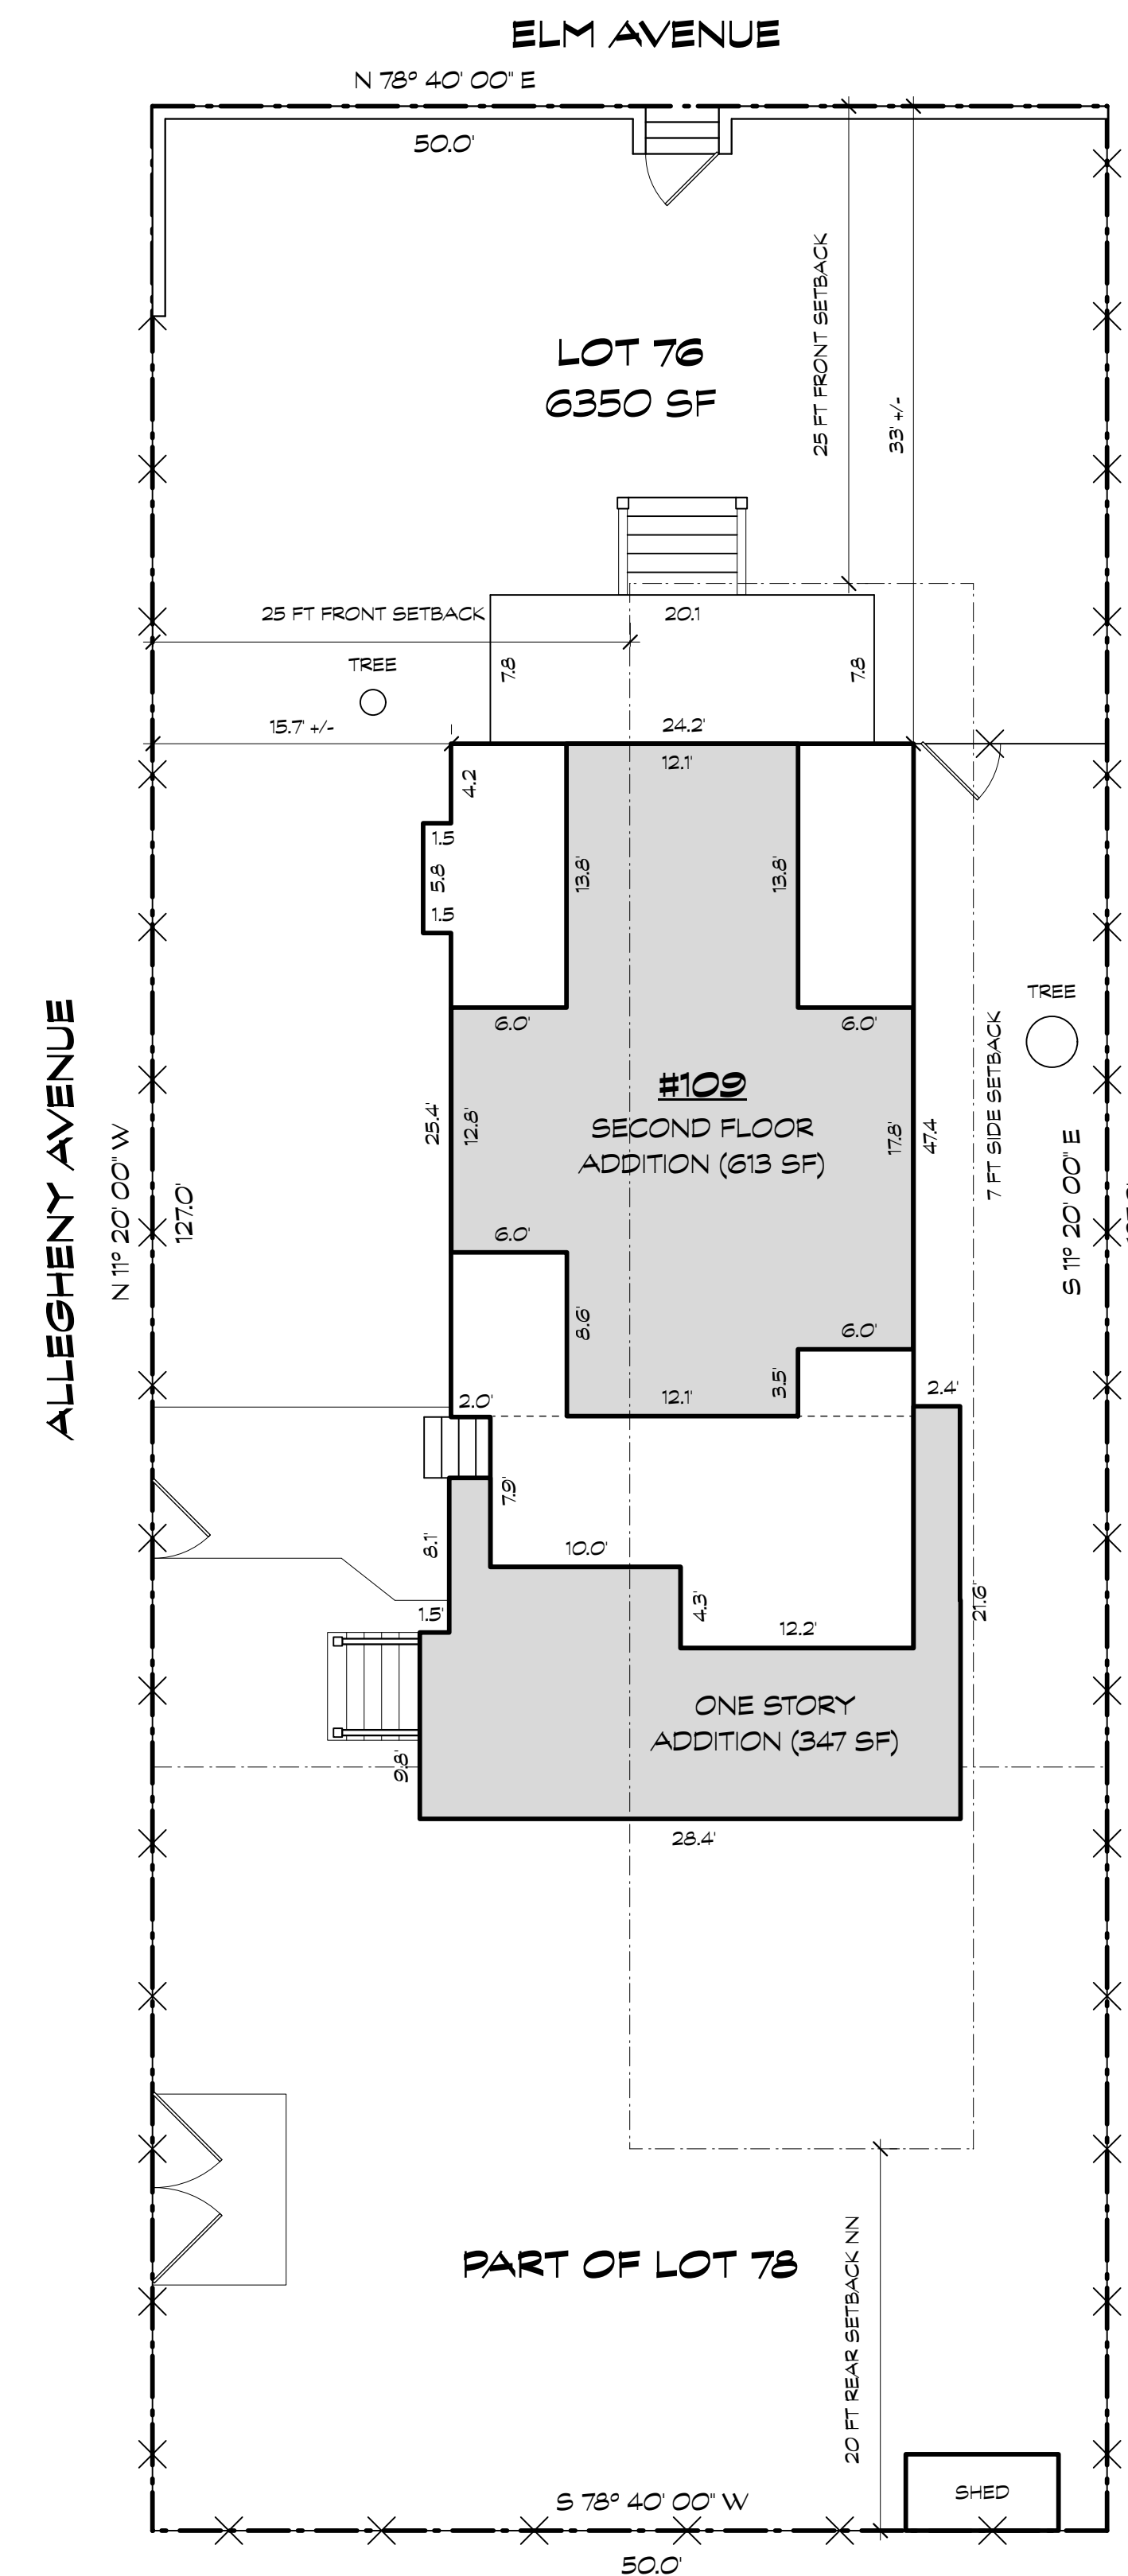 ELM AVENUE
N 78° 40' 00" E
50.0'
LOT 76
6350 SF
25 FT FRONT SETBACK
33' +/-
25 FT FRONT SETBACK
20.1
TREE
7.8
7.8
15.7' +/-
24.2'
12.1'
4.2
1.5
5.8
1.5
13.8'
13.8'
6.0'
6.0'
TREE
7 FT SIDE SETBACK
#109
SECOND FLOOR
ADDITION (613 SF)
25.4'
12.8'
17.8'
47.4
ALLEGHENY AVENUE
N 11° 20' 00" W
127.0'
S 11° 20' 00" E
6.0'
8.6'
6.0'
3.5'
12.1'
2.0'
2.4'
7.9'
8.1'
10.0'
4.3'
12.2'
21.6'
1.5'
ONE STORY
ADDITION (347 SF)
9.8'
28.4'
PART OF LOT 78
20 FT REAR SETBACK NN
SHED
S 78° 40' 00" W
50.0'